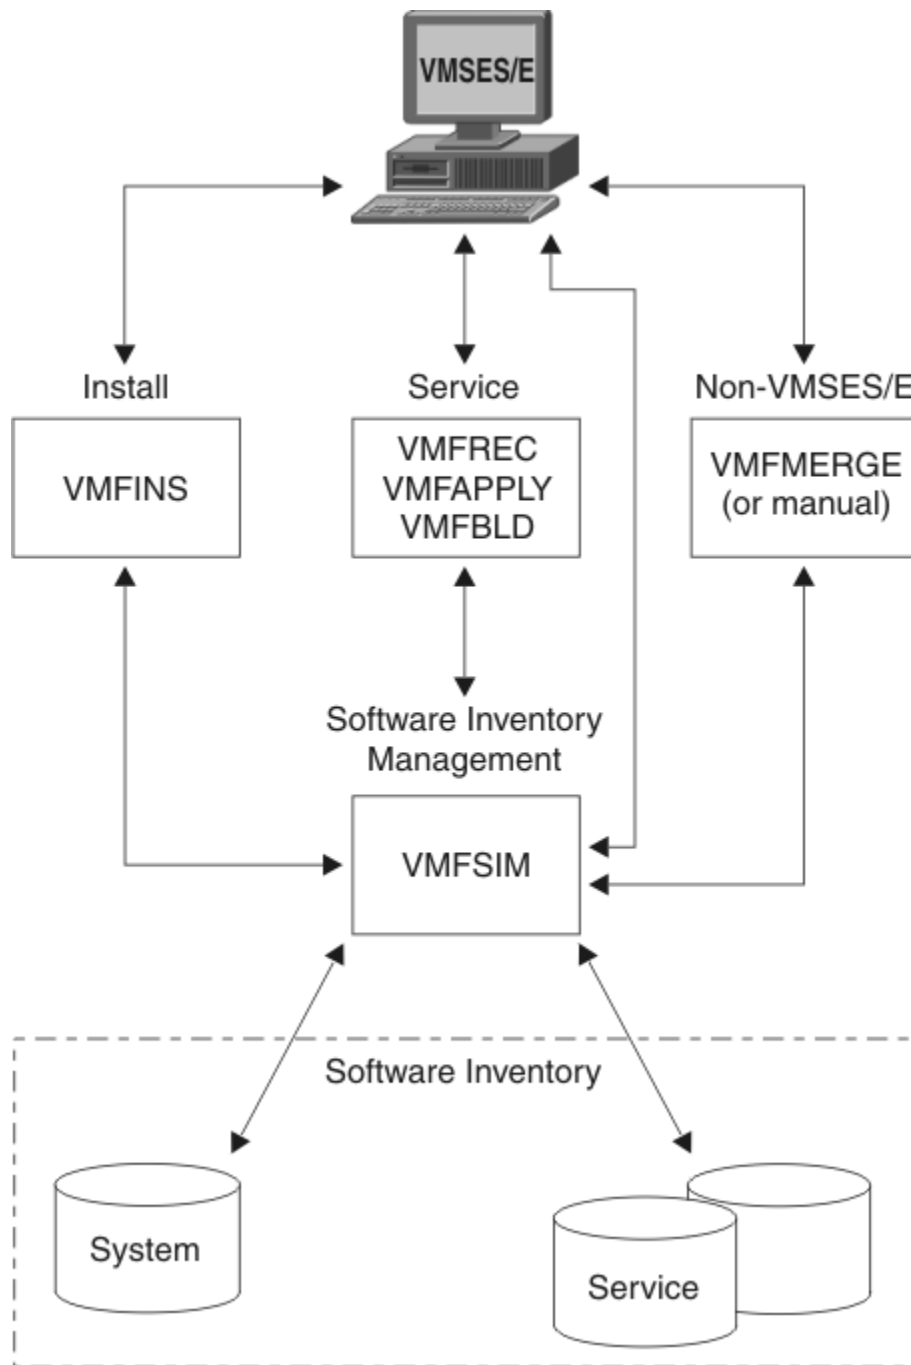 VMSES/E
Install
Service
Non-VMSES/E
VMFINS
VMFREC
VMFAPPLY
VMFBLD
VMFMERGE
(or manual)
Software Inventory
Management
VMFSIM
Software Inventory
System
Service